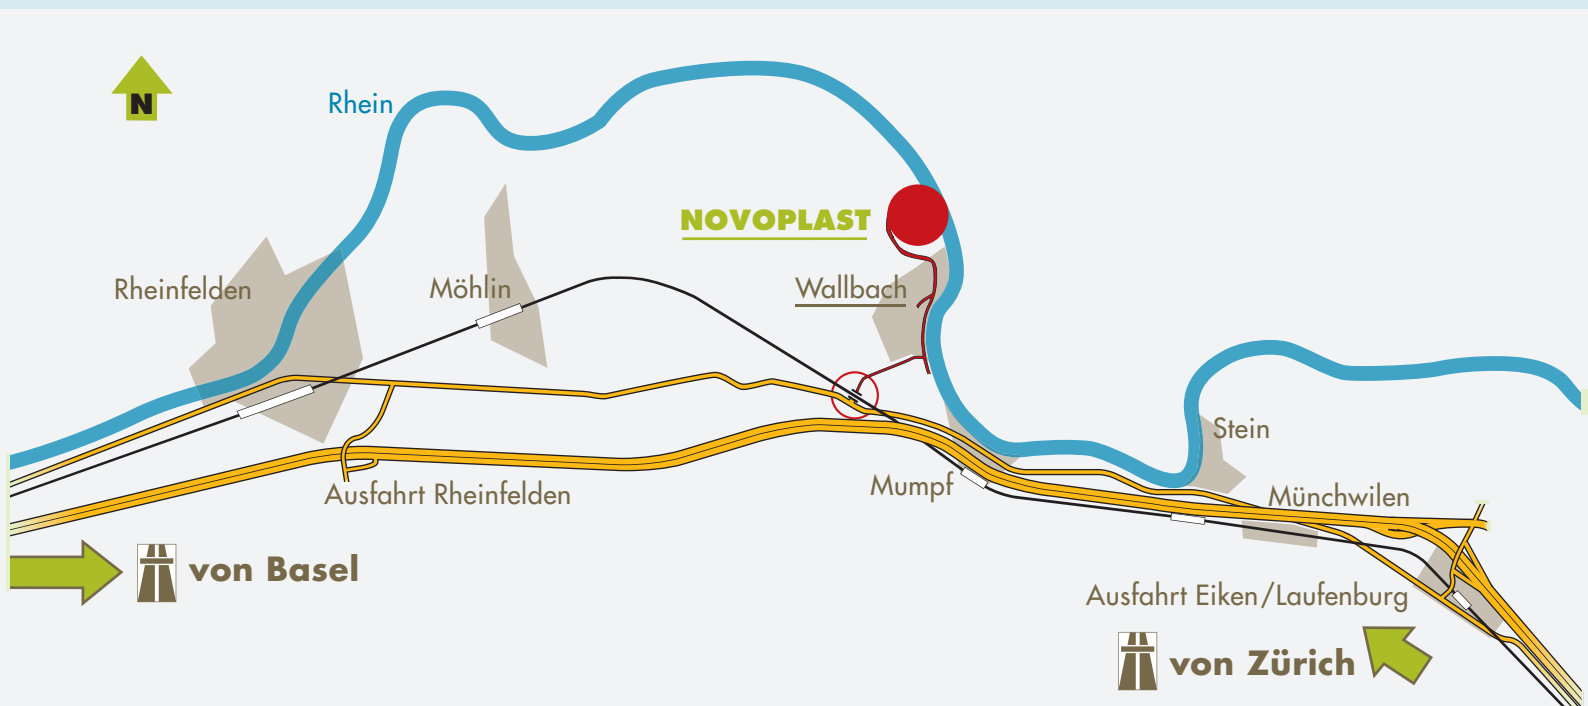 N
Rhein
NOVOPLAST
Rheinfelden
Möhlin
Wallbach
Stein
Mumpf
Ausfahrt Rheinfelden
Münchwilen
von Basel
Ausfahrt Eiken/Laufenburg
von Zürich